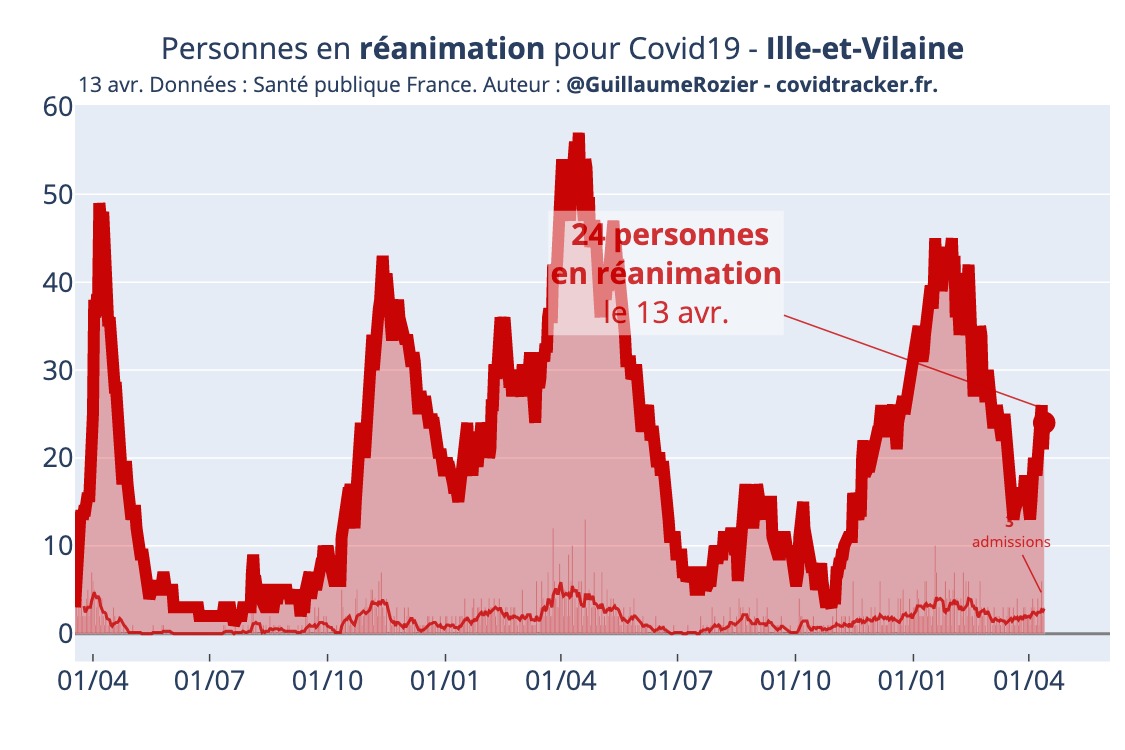 Personnes en réanimation pour Covid19 - Ille-et-Vilaine
13 avr. Données : Santé publique France. Auteur : @GuillaumeRozier - covidtracker.fr.
60
50
40
30
20
10
0
24 personnes
en réanimation
le 13 avr.
3
admissions
01/04
01/07
01/10
01/01
01/04
01/07
01/10
01/01
01/04